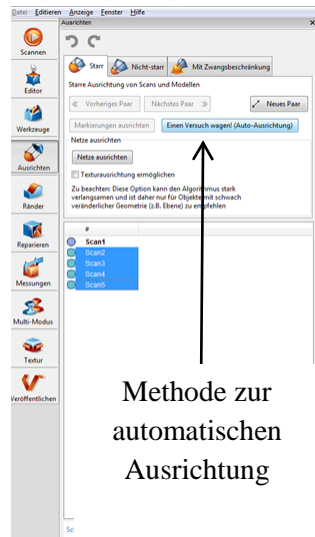 Datei Editieren Anzeige Fenster Hilfe
Ausrichten
Scannen
Editor
Werkzeuge
Ausrichten
Ränder
Reparieren
Messungen
Multi-Modus
Textur
Veröffentlichen
Starr Nicht-starr Mit Zwangsbeschränkung
Starre Ausrichtung von Scans und Modellen
Vorheriges Paar Nächstes Paar Neues Paar
Markierungen ausrichten Einen Versuch wagen! (Auto-Ausrichtung)
Netze ausrichten
Netze ausrichten
Texturausrichtung ermöglichen
Zu beachten: Diese Option kann den Algorithmus stark
verlangsamen und ist daher nur für Objekte mit schwach
veränderlicher Geometrie (z.B. Ebene) zu empfehlen
#
Scan1
Scan2
Scan3
Scan4
Scan5
Methode zur
automatischen
Ausrichtung